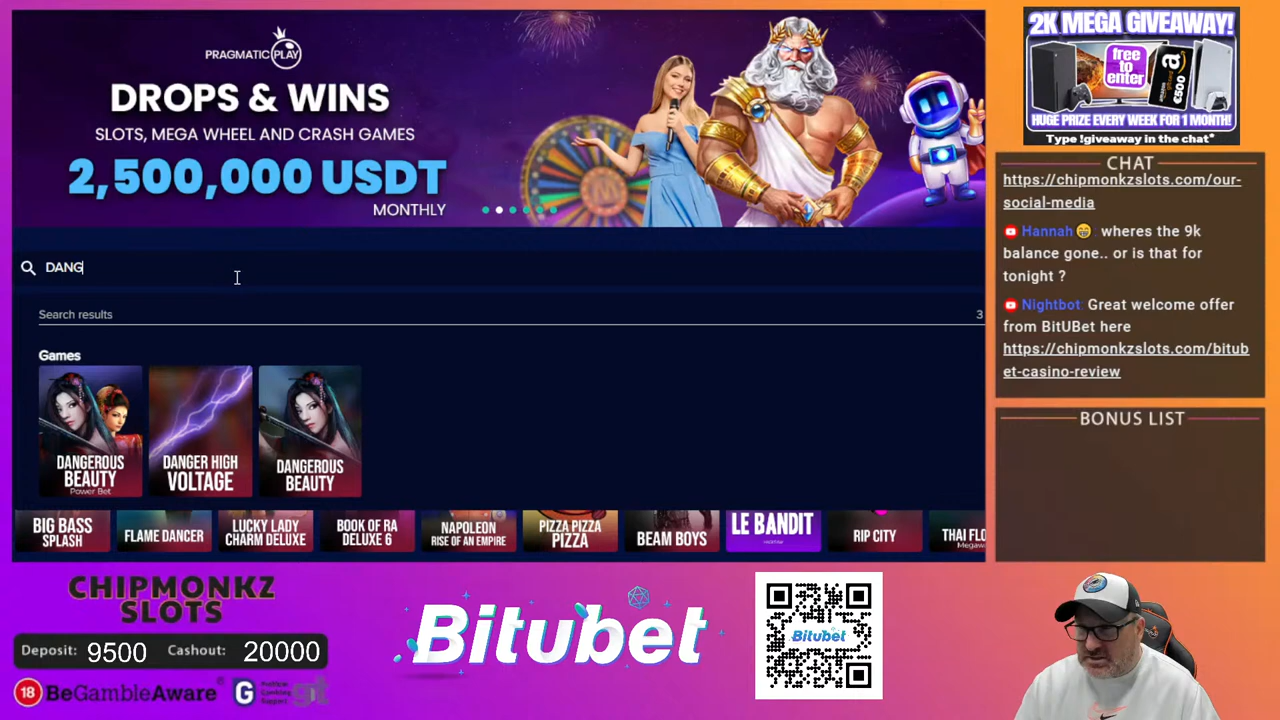 PRAGMATIC PLAY
DROPS & WINS
SLOTS, MEGA WHEEL AND CRASH GAMES
2,500,000 USDT
MONTHLY
M
DANG
Search results
3
Games
DANGEROUS
BEAUTY
Power Bet
DANGER HIGH
VOLTAGE
DANGEROUS
BEAUTY
BIG BASS
SPLASH
FLAME DANCER
LUCKY LADY
CHARM DELUXE
BOOK OF RA
DELUXE 6
NAPOLEON
RISE OF AN EMPIRE
PIZZA PIZZA
PIZZA
BEAM BOYS
LE BANDIT
RIP CITY
THAI FLO
Megaw
2K MEGA GIVEAWAY!
free
to
enter
a
€500
HUGE PRIZE EVERY WEEK FOR 1 MONTH!
Type !giveaway in the chat*
CHAT
https://chipmonkzslots.com/our-
social-media
Hannah : wheres the 9k
balance gone.. or is that for
tonight ?
Nightbot: Great welcome offer
from BitUBet here
https://chipmonkzslots.com/bitub
et-casino-review
BONUS LIST
CHIPMONKZ
SLOTS
Deposit: 9500 Cashout: 20000
18 BeGambleAware
G
Bitubet
Bitubet